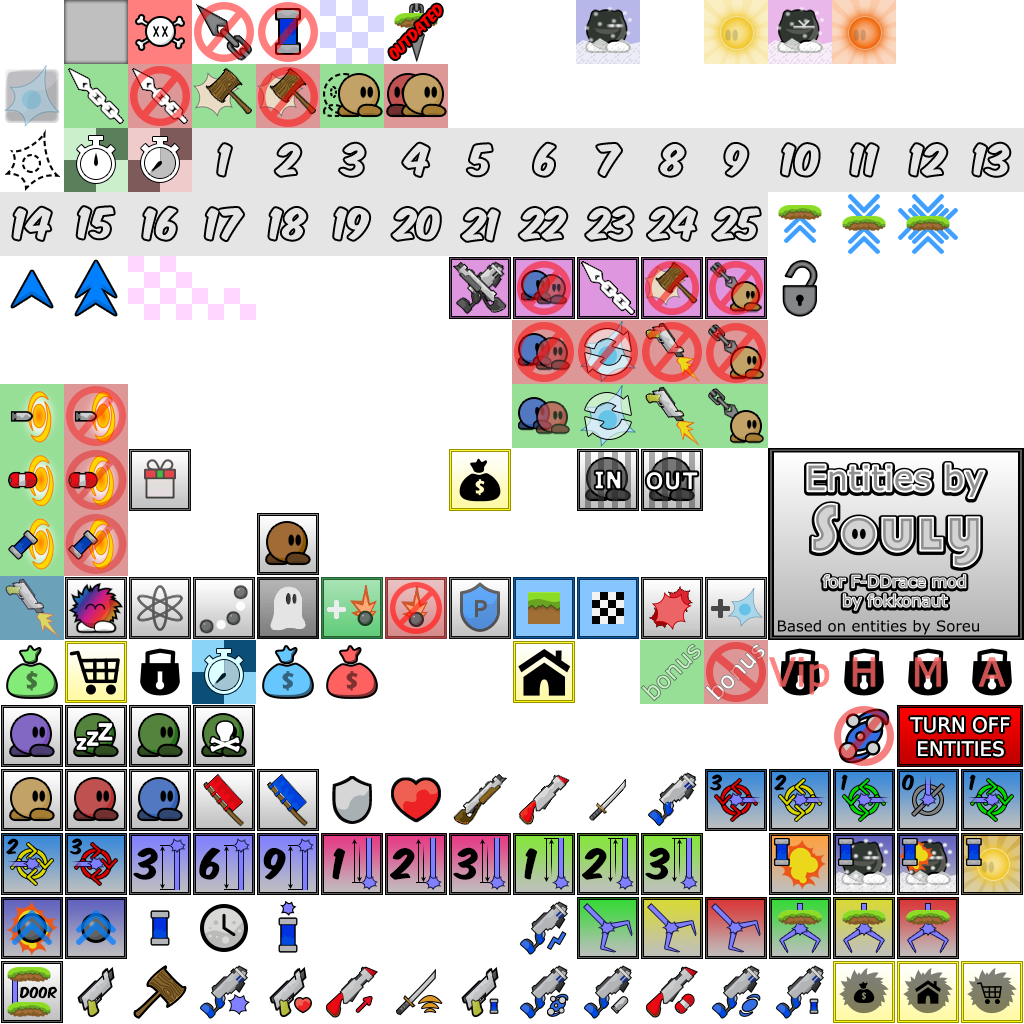 OUTDATED
1 2 3 4 5 6 7 8 9 10 11 12 13
14 15 16 17 18 19 20 21 22 23 24 25
$ IN OUT
Entities by
SOULY
for F-DDrace mod
by fokkonaut
Based on entities by Soreu
P
$ $ $ bonus bonus Vip H M A
zzZ
TURN OFF
ENTITIES
3 2 1 0 1
2 3 3 6 9 1 2 3 1 2 3
DOOR $